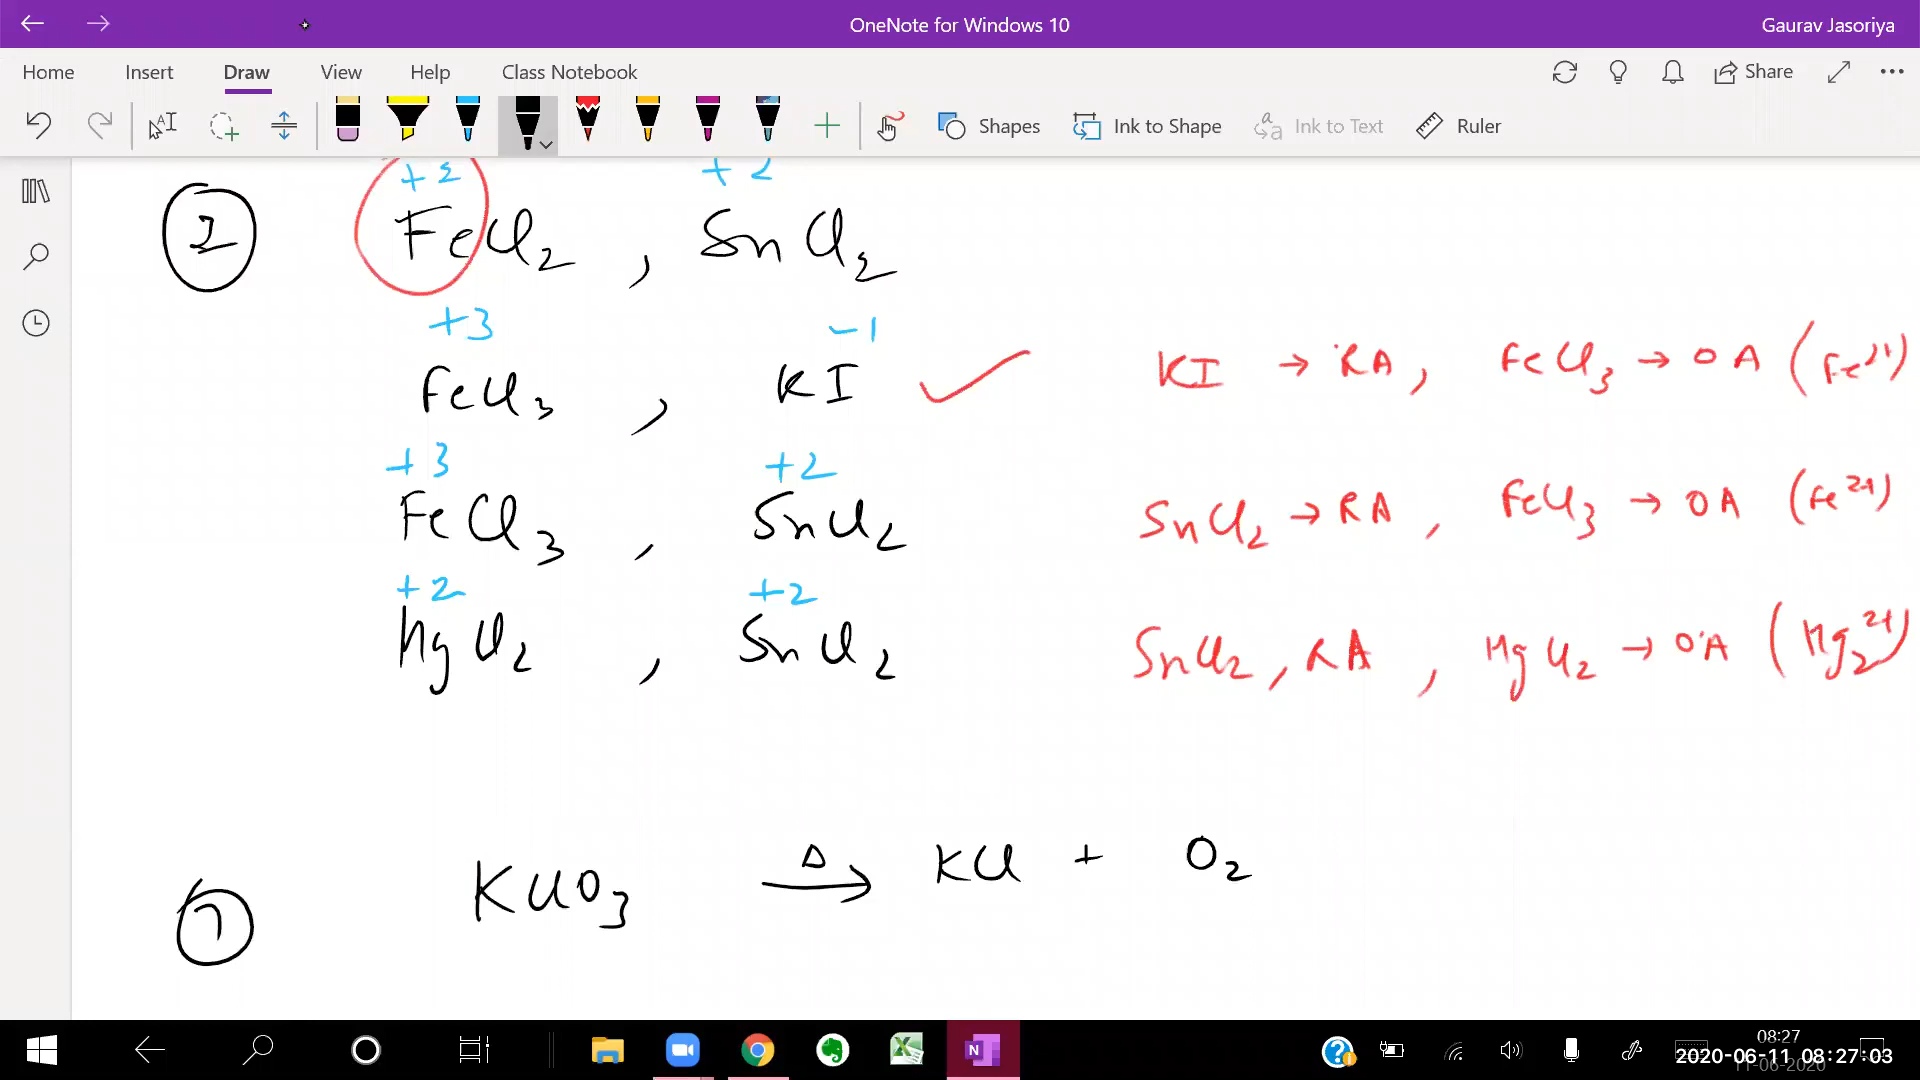 OneNote for Windows 10 Gaurav Jasoriya
Home Insert Draw View Help Class Notebook Share
Shapes Ink to Shape Ink to Text Ruler
+2 +2
2 FeCl2 , SnCl2
+3 -1
FeCl3 , KI KI → RA , FeCl3 → OA (Fe2+)
+3 +2
FeCl3 , SnCl2 SnCl2 → RA , FeCl3 → OA (Fe2+)
+2 +2
HgCl2 , SnCl2 SnCl2 , RA , HgCl2 → OA (Hg2 2+)
7 KClO3 Δ → KCl + O2
08:27
2020-06-11 08:27:03
11-06-2020